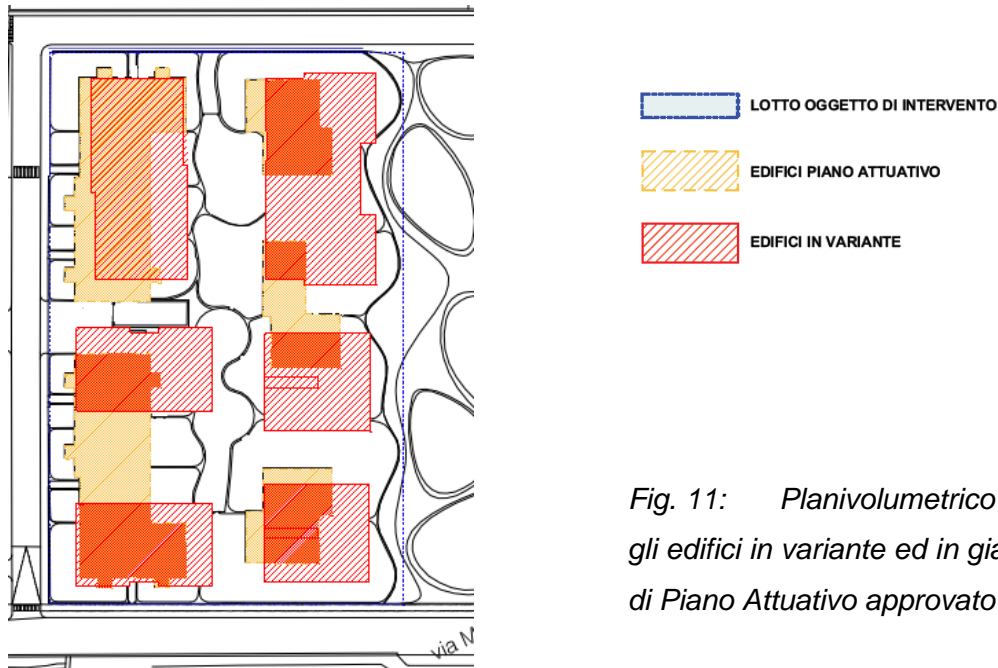 LOTTO OGGETTO DI INTERVENTO
EDIFICI PIANO ATTUATIVO
EDIFICI IN VARIANTE
Fig. 11: Planivolumetrico
gli edifici in variante ed in
di Piano Attuativo approvato
via